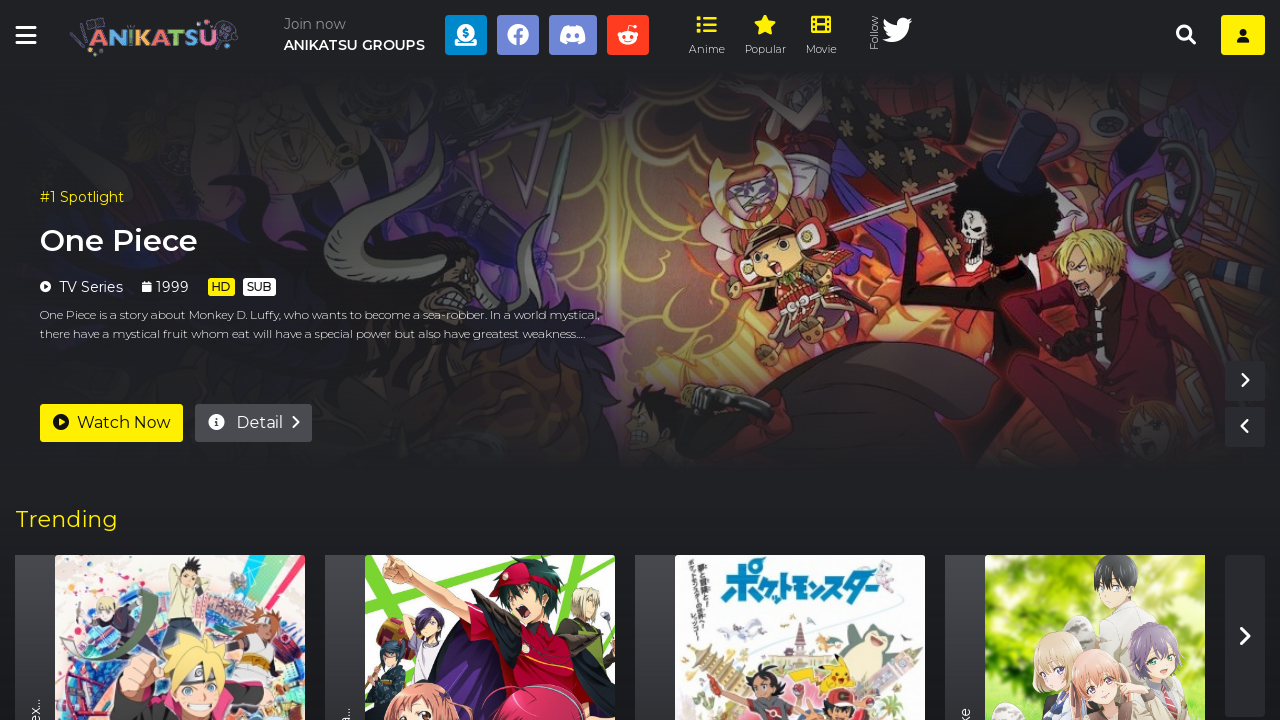 ANIKATSU
Join now
ANIKATSU GROUPS
Anime
Popular
Movie
Follow
#1 Spotlight
One Piece
TV Series
1999
HD
SUB
One Piece is a story about Monkey D. Luffy, who wants to become a sea-robber. In a world mystical,
there have a mystical fruit whom eat will have a special power but also have greatest weakness....
Watch Now
Detail
Trending
ex...
a...
ke
ポケットモンスター